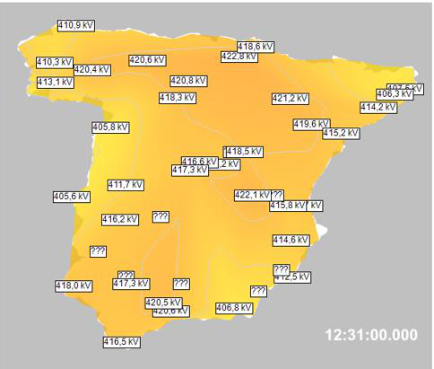 410,9 kV
418,6 kV
422,8 kV
410,3 kV
420,6 kV
420,4 kV
413,1 kV
420,8 kV
406,3 kV
418,3 kV
421,2 kV
414,2 kV
405,8 kV
419,6 kV
415,2 kV
418,5 kV
416,6 kV
417,3 kV
411,7 kV
405,6 kV
422,1 kV
???
415,8 kV
416,2 kV
???
414,6 kV
???
???
412,5 kV
???
417,3 kV
???
418,0 kV
???
420,5 kV
420,6 kV
406,8 kV
416,5 kV
12:31:00.000